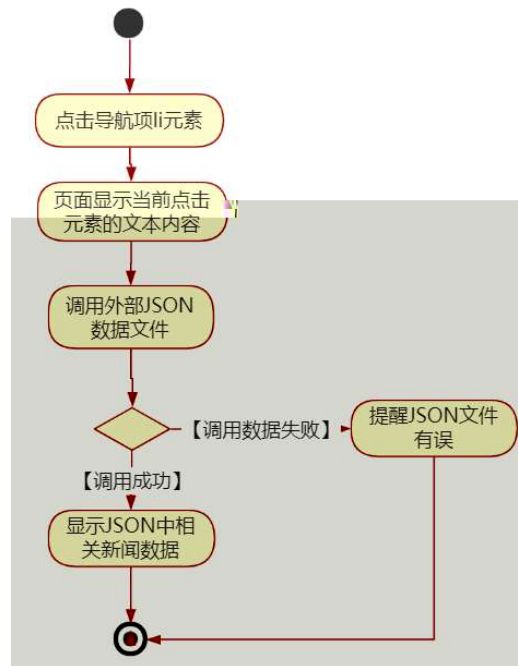 点击导航项li元素
页面显示当前点击
元素的文本内容
调用外部JSON
数据文件
【调用数据失败】
提醒JSON文件
有误
【调用成功】
显示JSON中相
关新闻数据